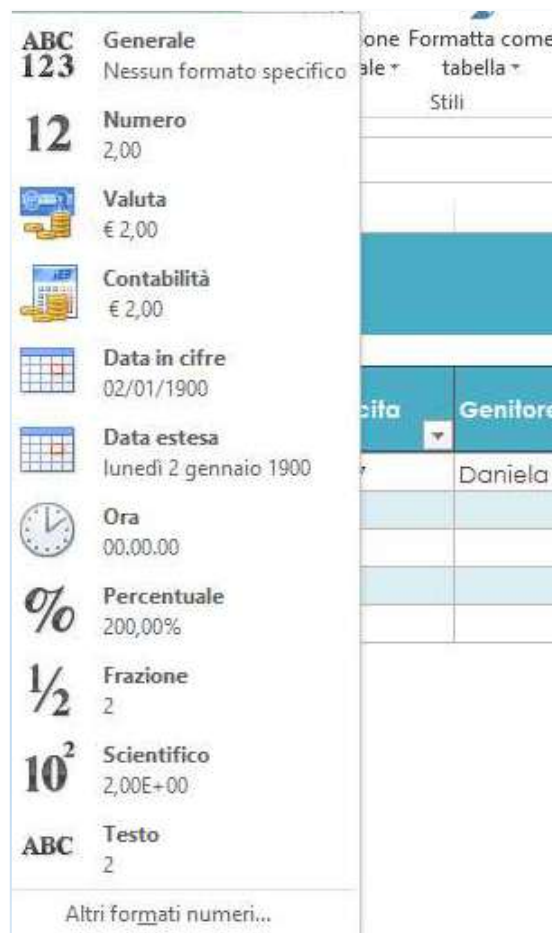 ABC
123
Generale
Nessun formato specifico
12
Numero
2,00
Valuta
€ 2,00
Contabilità
€ 2,00
Data in cifre
02/01/1900
Data estesa
lunedì 2 gennaio 1900
Ora
00.00.00
%
Percentuale
200,00%
½
Frazione
2
10²
Scientifico
2,00E+00
ABC
Testo
2
Altri formati numeri...
one Formatta come
ale tabella
Stili
cita Genitore
Daniela